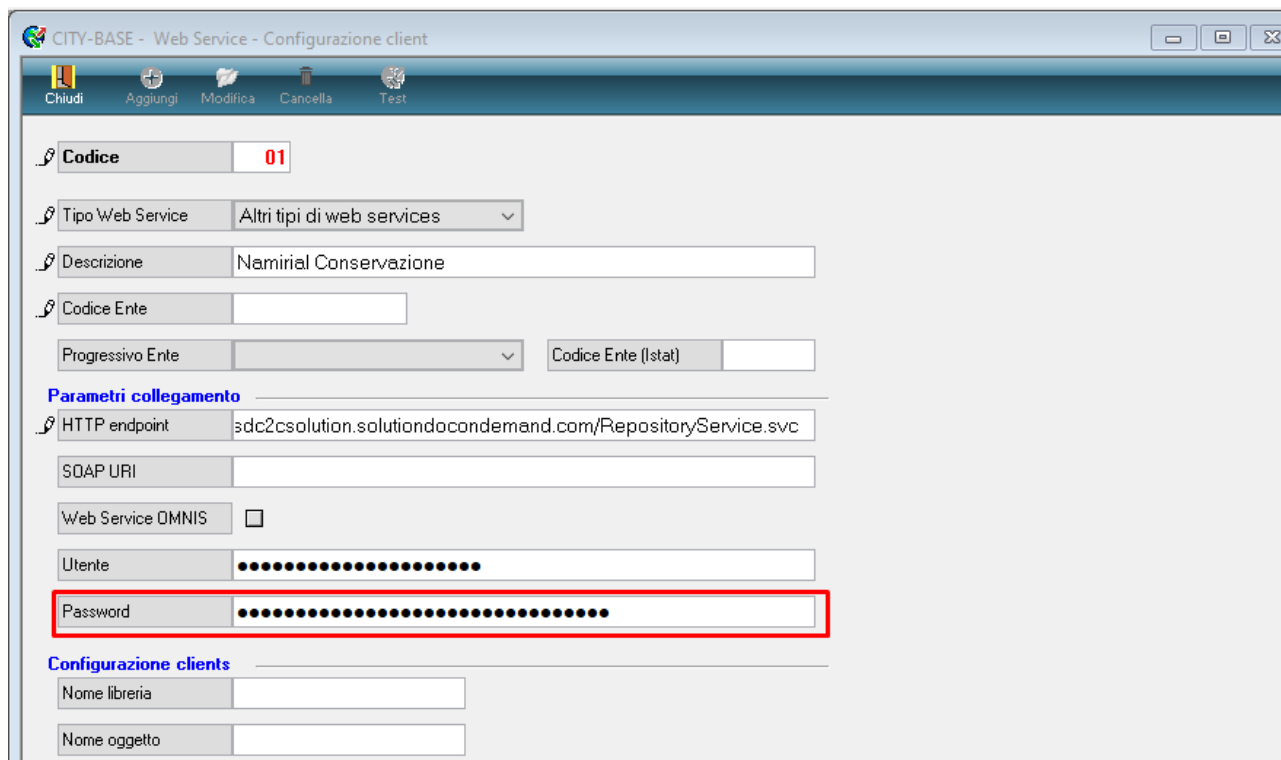 CITY-BASE - Web Service - Configurazione client
Chiudi Aggiungi Modifica Cancella Test
Codice 01
Tipo Web Service Altri tipi di web services
Descrizione Namirial Conservazione
Codice Ente
Progressivo Ente Codice Ente (Istat)
Parametri collegamento
HTTP endpoint sdc2csolution.solutiondocondemand.com/RepositoryService.svc
SOAP URI
Web Service OMNIS
Utente ●●●●●●●●●●●●●●●●●●●●●
Password ●●●●●●●●●●●●●●●●●●●●●●●●●●●●●●●●
Configurazione clients
Nome libreria
Nome oggetto